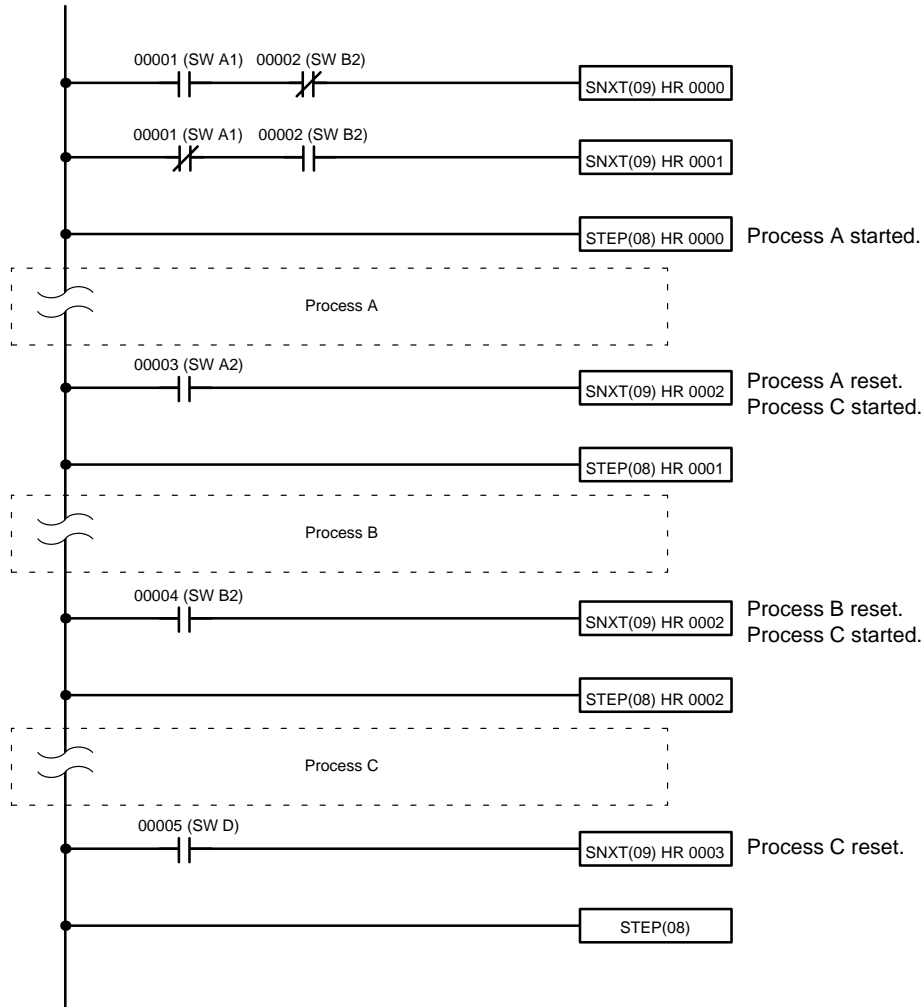 00001 (SW A1) 00002 (SW B2)
SNXT(09) HR 0000
00001 (SW A1) 00002 (SW B2)
SNXT(09) HR 0001
STEP(08) HR 0000 Process A started.
Process A
00003 (SW A2)
SNXT(09) HR 0002 Process A reset.
Process C started.
STEP(08) HR 0001
Process B
00004 (SW B2)
SNXT(09) HR 0002 Process B reset.
Process C started.
STEP(08) HR 0002
Process C
00005 (SW D)
SNXT(09) HR 0003 Process C reset.
STEP(08)